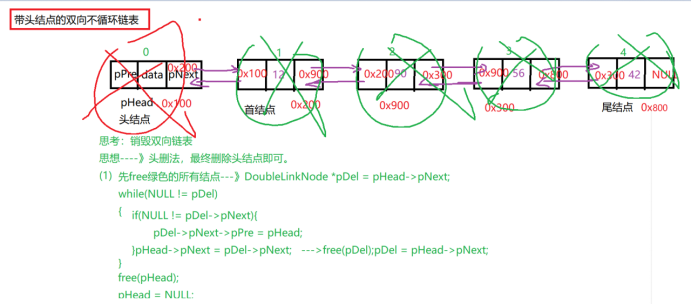 带头结点的双向不循环链表
0 1 2 3 4
pPre data pNext 0x200 0x100 12 0x900 0x200 90 0x300 0x900 56 0x800 0x300 42 NULL
pHead 0x100 首结点 0x200 0x900 0x300 尾结点 0x800
头结点
思考：销毁双向链表
思想----》头删法，最终删除头结点即可。
(1) 先free绿色的所有结点---》DoubleLinkNode *pDel = pHead->pNext;
while(NULL != pDel)
{ if(NULL != pDel->pNext){
pDel->pNext->pPre = pHead;
}pHead->pNext = pDel->pNext; --->free(pDel);pDel = pHead->pNext;
}
free(pHead);
pHead = NULL;